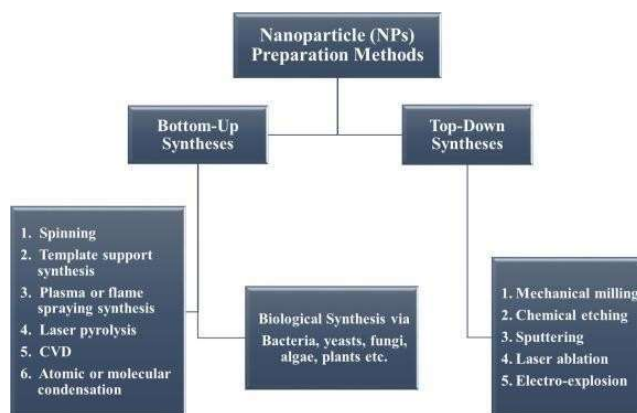 Nanoparticle (NPs)
Preparation Methods
Bottom-Up
Syntheses
Top-Down
Syntheses
1. Spinning
2. Template support
synthesis
3. Plasma or flame
spraying synthesis
4. Laser pyrolysis
5. CVD
6. Atomic or molecular
condensation
Biological Synthesis via
Bacteria, yeasts, fungi,
algae, plants etc.
1. Mechanical milling
2. Chemical etching
3. Sputtering
4. Laser ablation
5. Electro-explosion